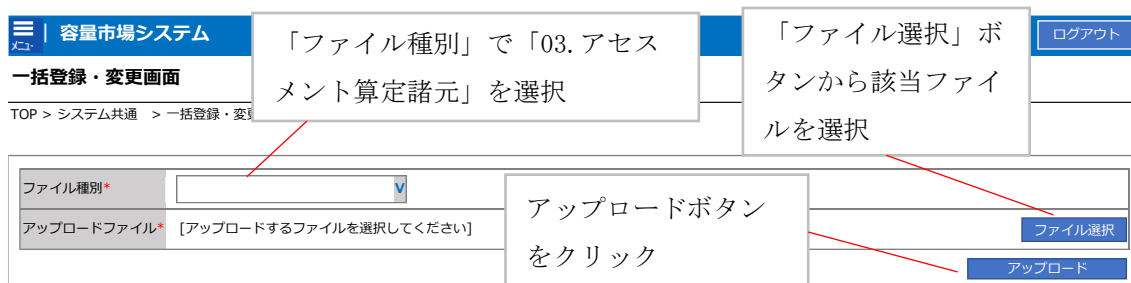 メニュー
容量市場システム
ログアウト
一括登録・変更画面
TOP > システム共通 > 一括登録・変
「ファイル種別」で「03.アセス
メント算定諸元」を選択
「ファイル選択」ボ
タンから該当ファイ
ルを選択
ファイル種別*
V
アップロードファイル* [アップロードするファイルを選択してください]
ファイル選択
アップロードボタン
をクリック
アップロード